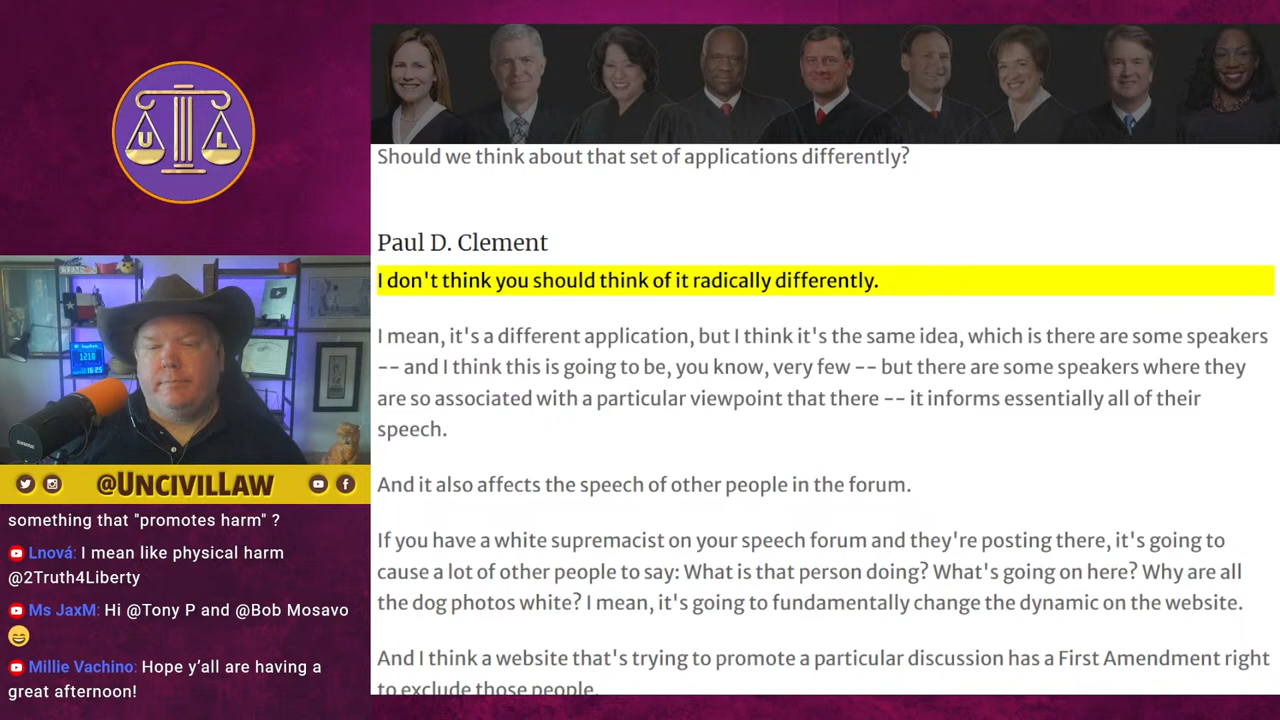 U L
@UNCIVILLAW
something that "promotes harm" ?
Lnová: I mean like physical harm
@2Truth4Liberty
Ms JaxM: Hi @Tony P and @Bob Mosavo
😄
Millie Vachino: Hope y'all are having a
great afternoon!
Should we think about that set of applications differently?
Paul D. Clement
I don't think you should think of it radically differently.
I mean, it's a different application, but I think it's the same idea, which is there are some speakers
-- and I think this is going to be, you know, very few -- but there are some speakers where they
are so associated with a particular viewpoint that there -- it informs essentially all of their
speech.
And it also affects the speech of other people in the forum.
If you have a white supremacist on your speech forum and they're posting there, it's going to
cause a lot of other people to say: What is that person doing? What's going on here? Why are all
the dog photos white? I mean, it's going to fundamentally change the dynamic on the website.
And I think a website that's trying to promote a particular discussion has a First Amendment right
to exclude those people.